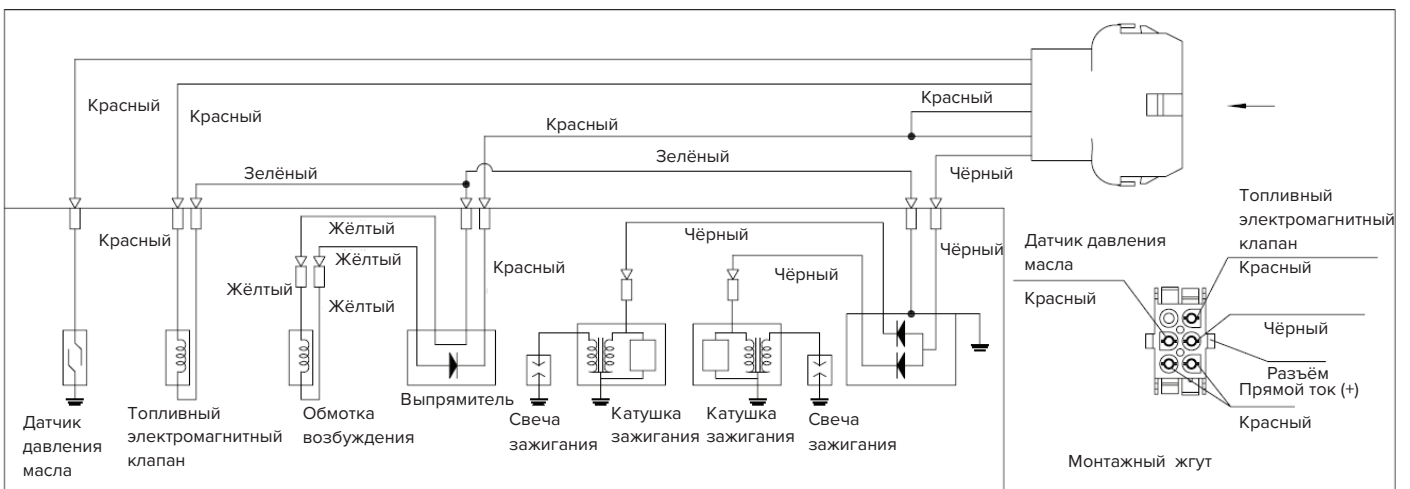 Красный
Красный
Красный
Красный
Зелёный
Зелёный
Чёрный
Красный
Жёлтый
Жёлтый
Жёлтый
Жёлтый
Красный
Чёрный
Чёрный
Чёрный
Датчик
давления
масла
Топливный
электромагнитный
клапан
Обмотка
возбуждения
Выпрямитель
Свеча
зажигания
Катушка
зажигания
Катушка
зажигания
Свеча
зажигания
Топливный
электромагнитный
клапан
Красный
Датчик давления
масла
Красный
Чёрный
Разъём
Прямой ток (+)
Красный
Монтажный жгут